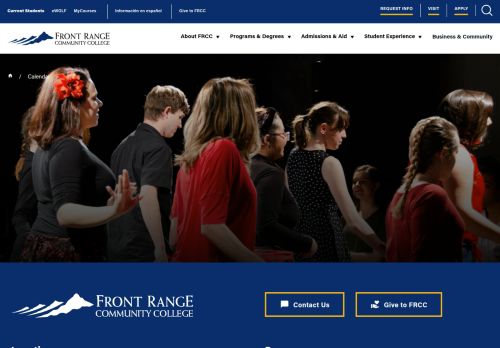 Current Students eWOLF MyCourses Información en español Give to FRCC REQUEST INFO VISIT APPLY
FRONT RANGE
COMMUNITY COLLEGE
About FRCC Programs & Degrees Admissions & Aid Student Experience Business & Community
/ Calendar
FRONT RANGE
COMMUNITY COLLEGE
Contact Us Give to FRCC